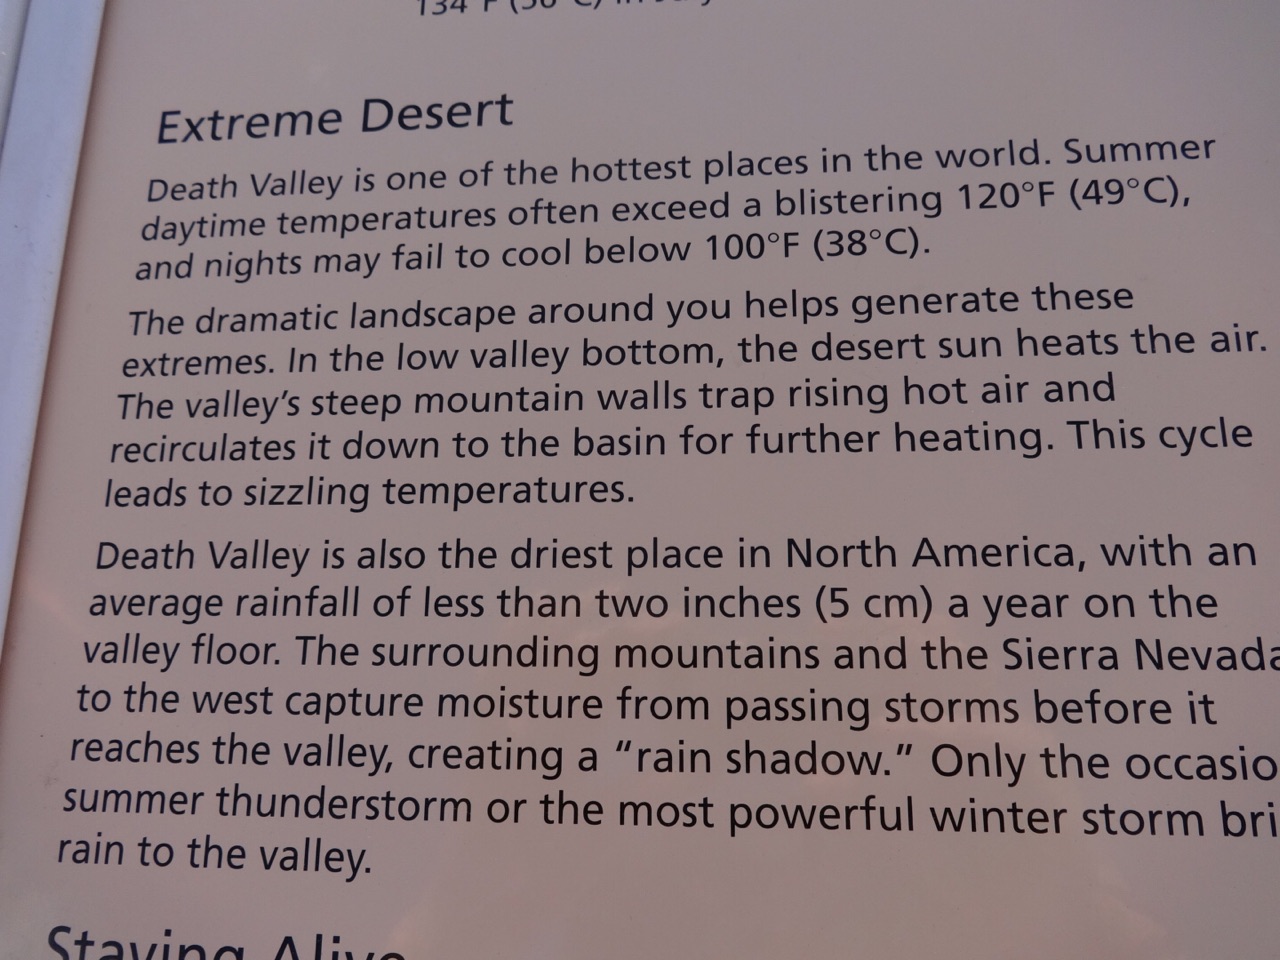 134°F (56°C) in July
Extreme Desert
Death Valley is one of the hottest places in the world. Summer
daytime temperatures often exceed a blistering 120°F (49°C),
and nights may fail to cool below 100°F (38°C).
The dramatic landscape around you helps generate these
extremes. In the low valley bottom, the desert sun heats the air.
The valley’s steep mountain walls trap rising hot air and
recirculates it down to the basin for further heating. This cycle
leads to sizzling temperatures.
Death Valley is also the driest place in North America, with an
average rainfall of less than two inches (5 cm) a year on the
valley floor. The surrounding mountains and the Sierra Nevada
to the west capture moisture from passing storms before it
reaches the valley, creating a “rain shadow.” Only the occasio
summer thunderstorm or the most powerful winter storm bri
rain to the valley.
Staying Alive